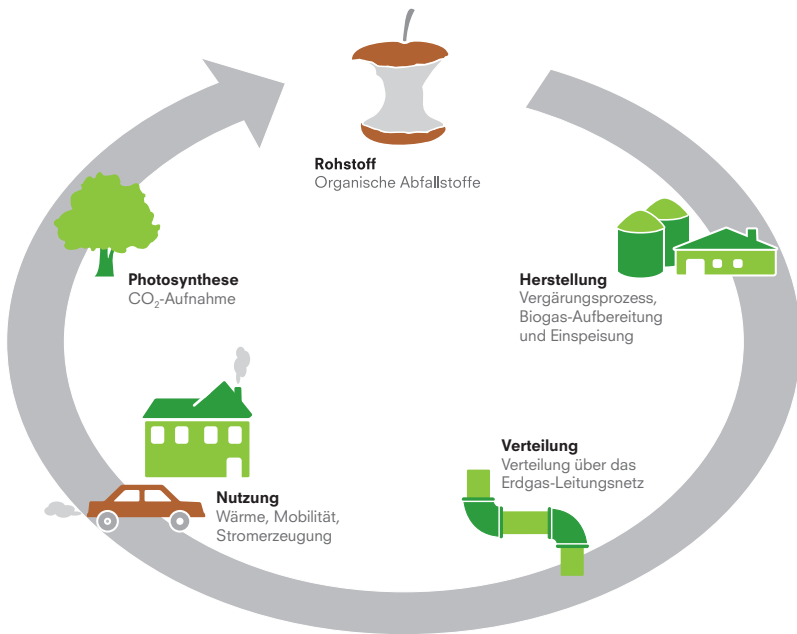 Rohstoff
Organische Abfallstoffe
Herstellung
Vergärungsprozess,
Biogas-Aufbereitung
und Einspeisung
Verteilung
Verteilung über das
Erdgas-Leitungsnetz
Nutzung
Wärme, Mobilität,
Stromerzeugung
Photosynthese
CO₂-Aufnahme